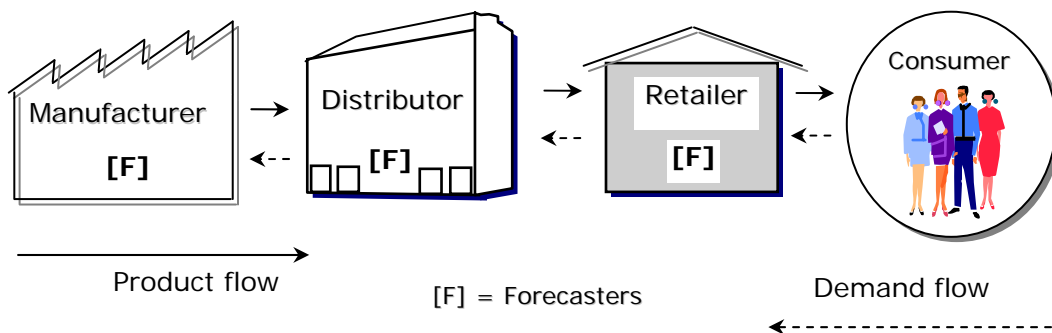 Manufacturer
[F]
Distributor
[F]
Retailer
[F]
Consumer
Product flow
[F] = Forecasters
Demand flow